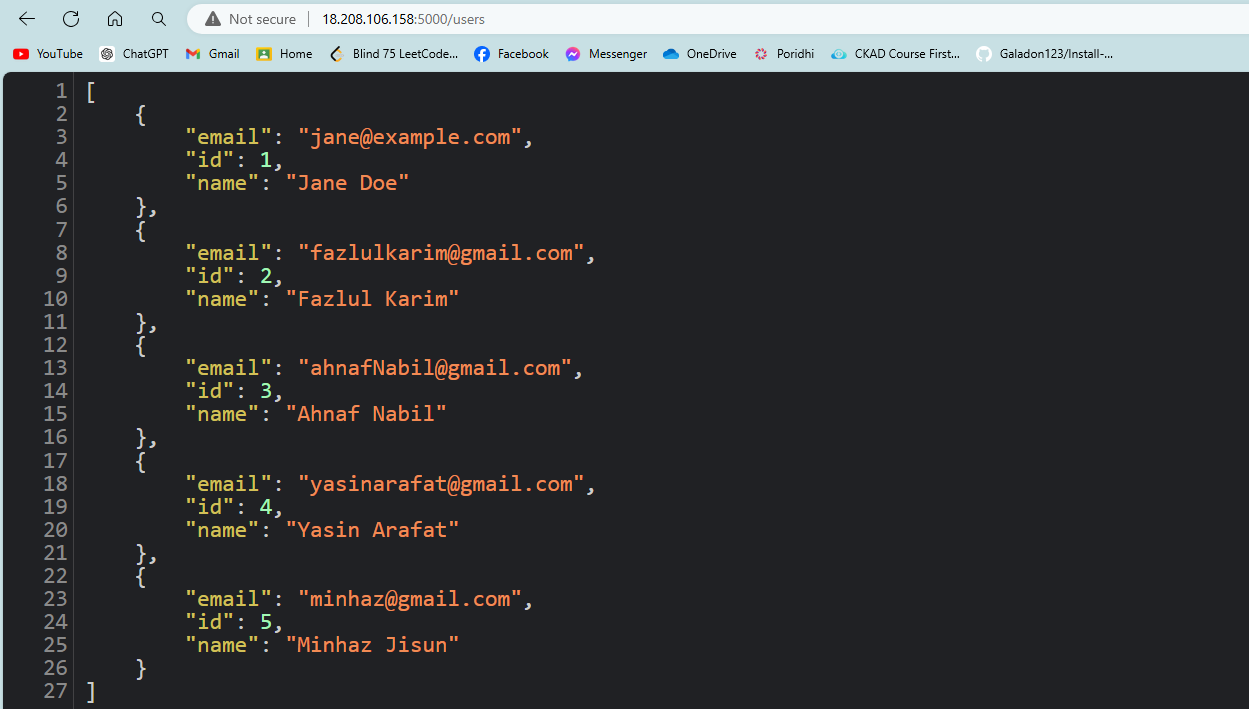 Not secure 18.208.106.158:5000/users
YouTube ChatGPT Gmail Home Blind 75 LeetCode... Facebook Messenger OneDrive Poridhi CKAD Course First... Galadon123/Install-...
1 [
2 {
3 "email": "jane@example.com",
4 "id": 1,
5 "name": "Jane Doe"
6 },
7 {
8 "email": "fazlulkarim@gmail.com",
9 "id": 2,
10 "name": "Fazlul Karim"
11 },
12 {
13 "email": "ahnafNabil@gmail.com",
14 "id": 3,
15 "name": "Ahnaf Nabil"
16 },
17 {
18 "email": "yasinarafat@gmail.com",
19 "id": 4,
20 "name": "Yasin Arafat"
21 },
22 {
23 "email": "minhaz@gmail.com",
24 "id": 5,
25 "name": "Minhaz Jisun"
26 }
27 ]